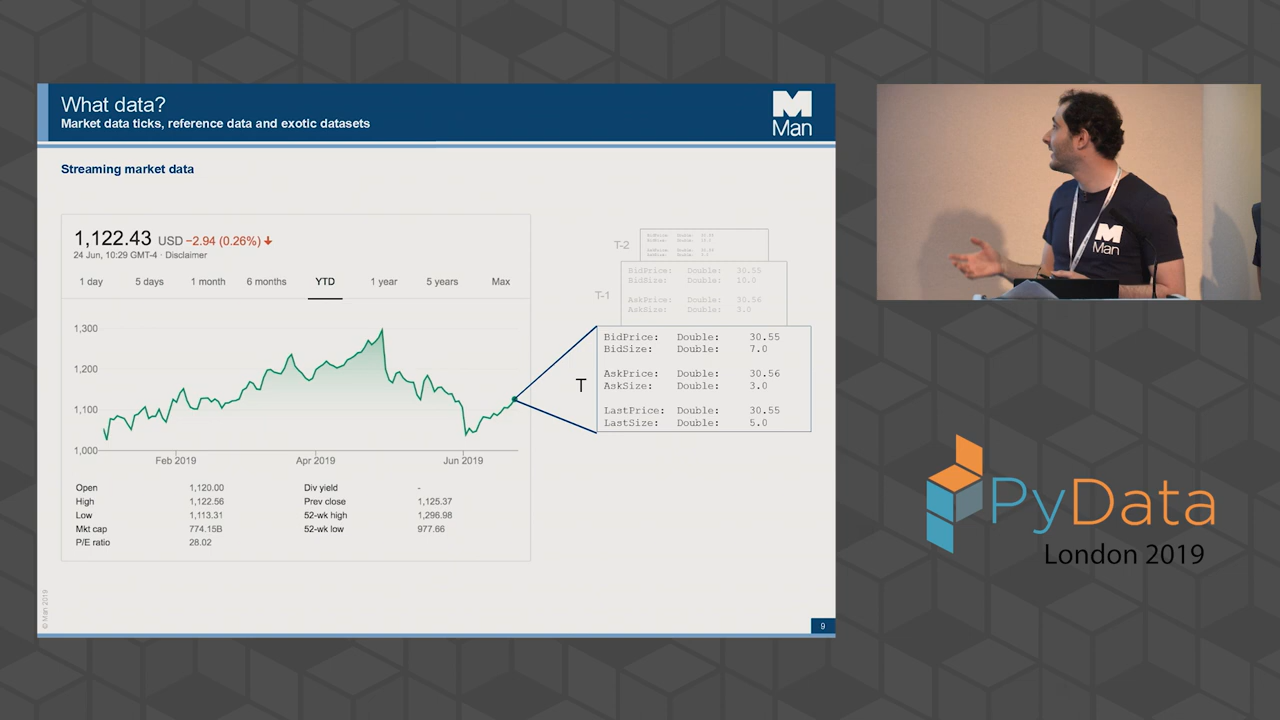 What data?
Market data ticks, reference data and exotic datasets
Man
Streaming market data
1,122.43 USD −2.94 (0.26%)
24 Jun, 10:29 GMT-4 · Disclaimer
1 day 5 days 1 month 6 months YTD 1 year 5 years Max
1,300
1,200
1,100
1,000
Feb 2019 Apr 2019 Jun 2019
Open 1,120.00 Div yield -
High 1,122.56 Prev close 1,125.37
Low 1,113.31 52-wk high 1,296.98
Mkt cap 774.15B 52-wk low 977.66
P/E ratio 28.02
T-2
T-1
BidPrice: Double: 30.55
BidSize: Double: 10.0
AskPrice: Double: 30.56
AskSize: Double: 3.0
T
BidPrice: Double: 30.55
BidSize: Double: 7.0
AskPrice: Double: 30.56
AskSize: Double: 3.0
LastPrice: Double: 30.55
LastSize: Double: 5.0
© Man 2019
9
Man
PyData
London 2019